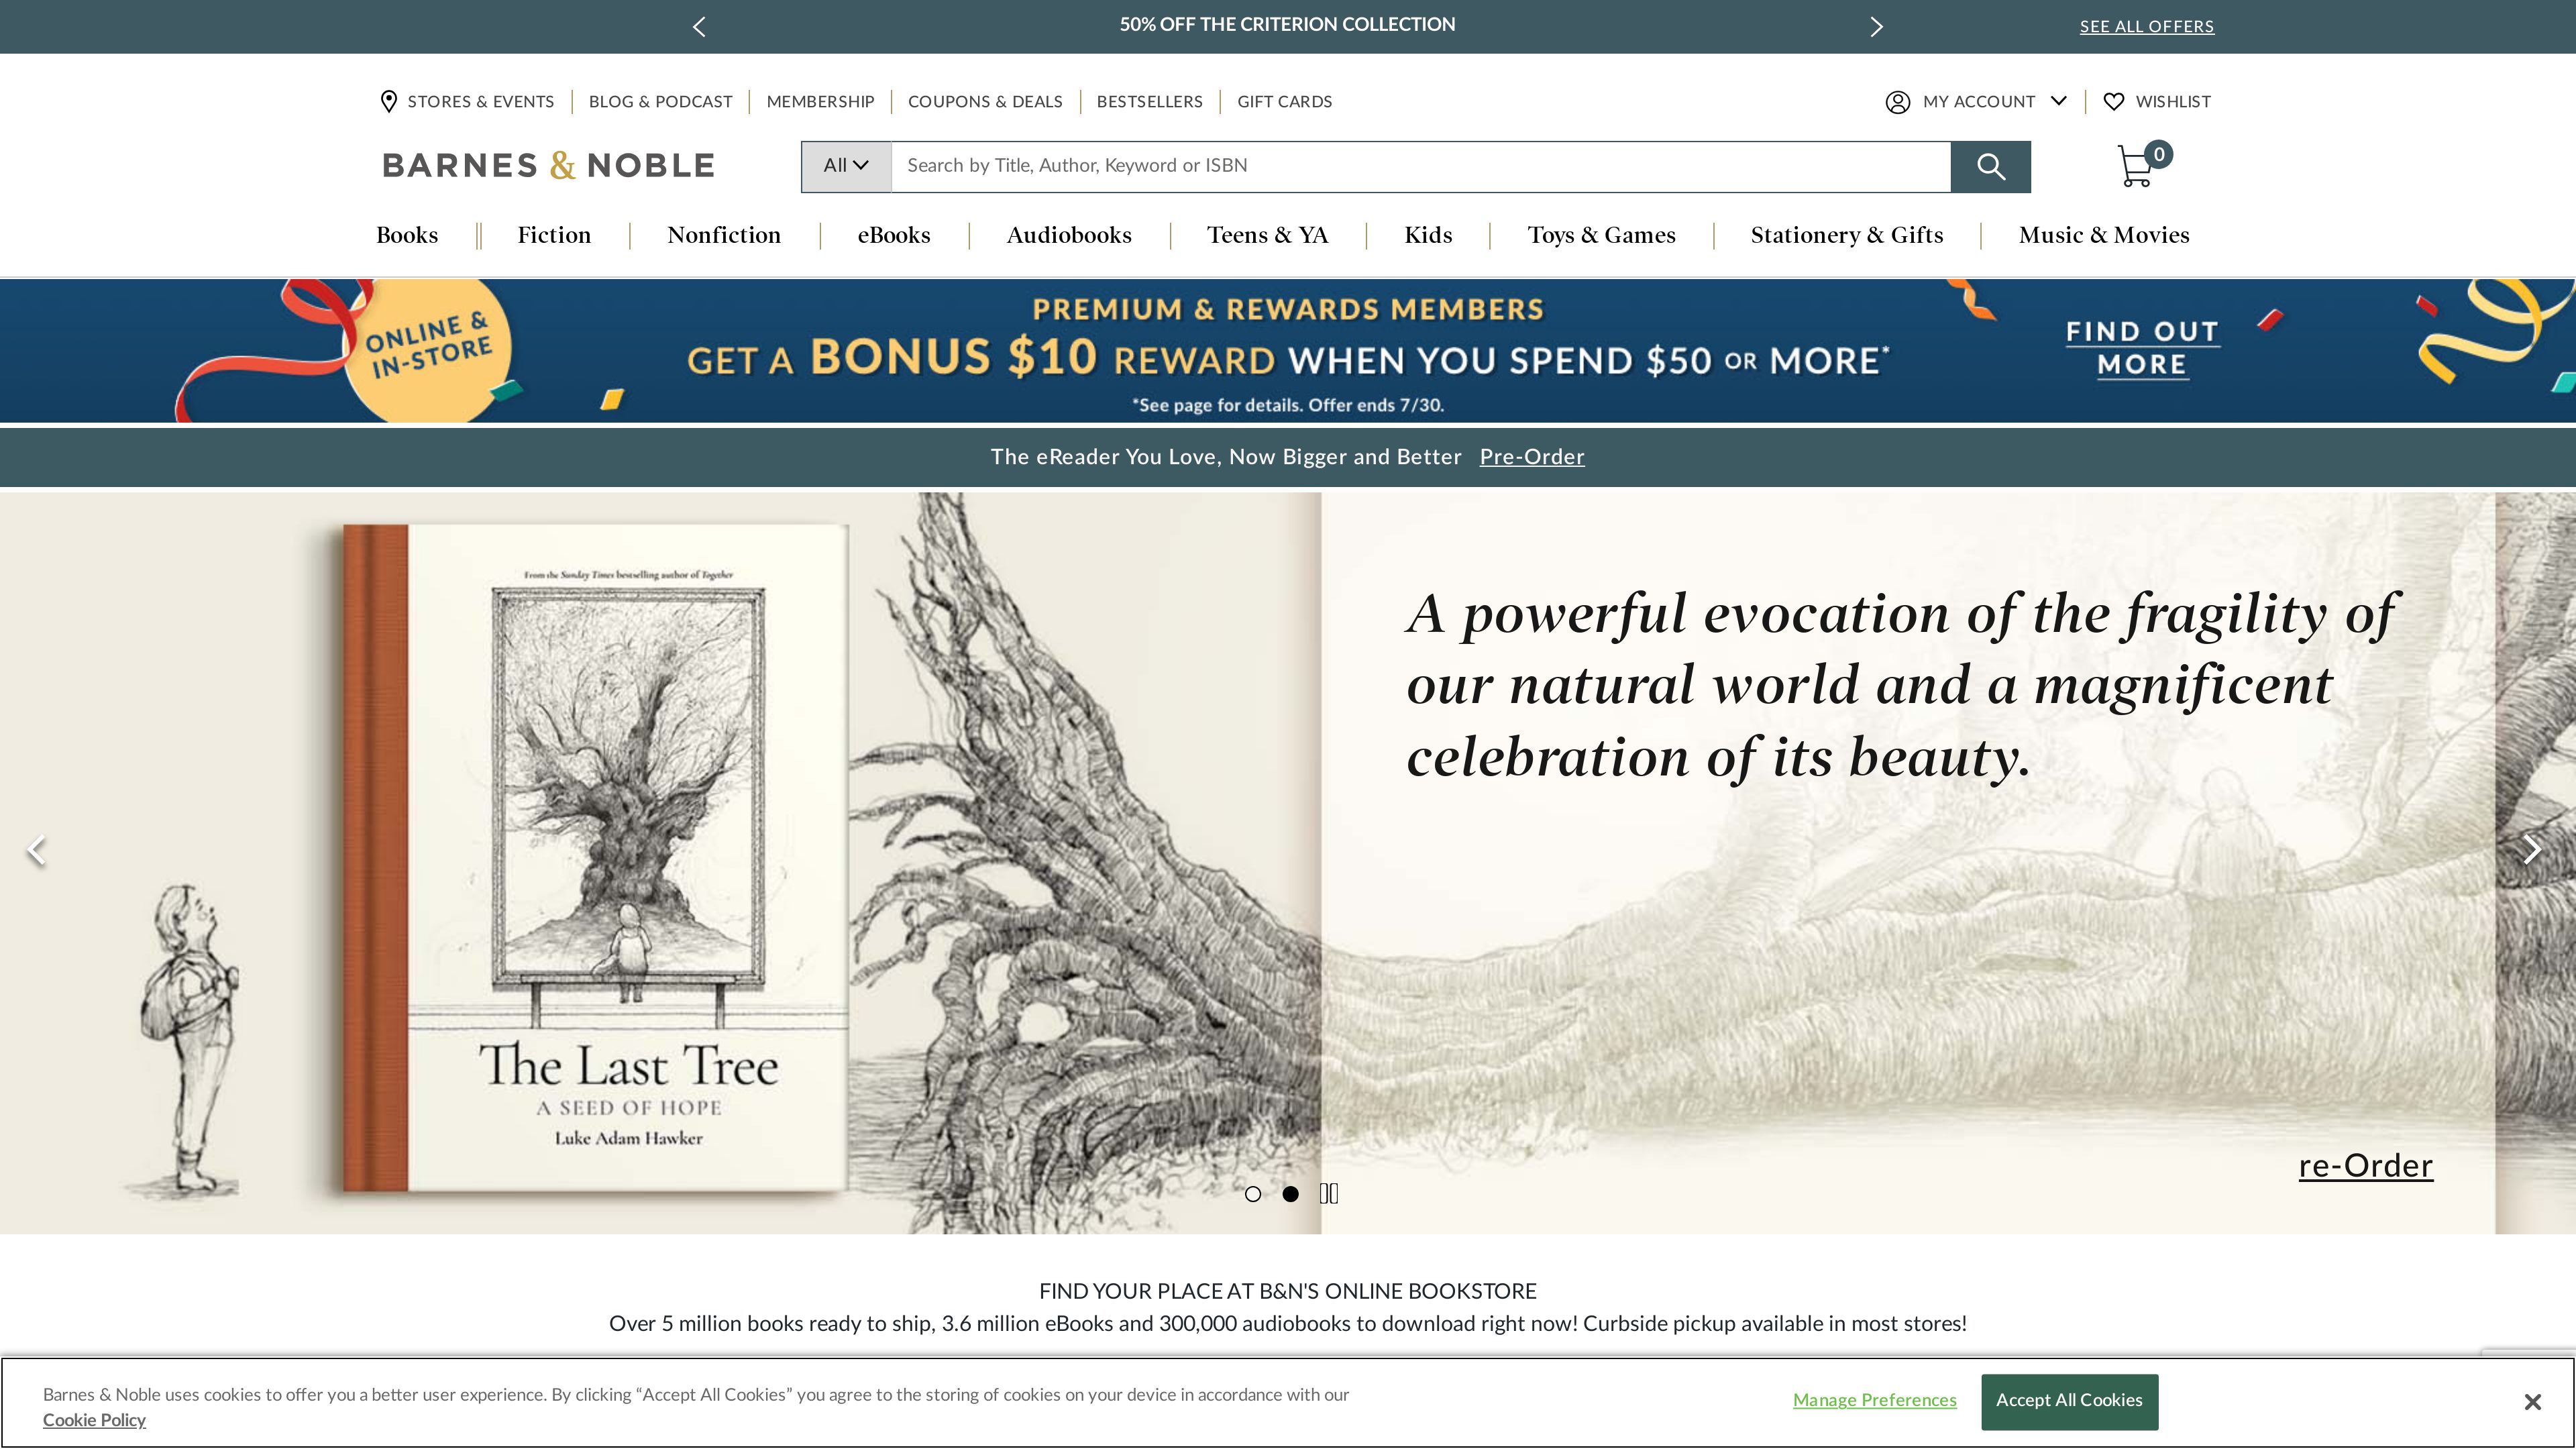 50% OFF THE CRITERION COLLECTION
SEE ALL OFFERS
STORES & EVENTS
BLOG & PODCAST
MEMBERSHIP
COUPONS & DEALS
BESTSELLERS
GIFT CARDS
MY ACCOUNT
WISHLIST
BARNES & NOBLE
All
Search by Title, Author, Keyword or ISBN
0
Books
Fiction
Nonfiction
eBooks
Audiobooks
Teens & YA
Kids
Toys & Games
Stationery & Gifts
Music & Movies
ONLINE &
IN-STORE
PREMIUM & REWARDS MEMBERS
GET A BONUS $10 REWARD WHEN YOU SPEND $50 OR MORE*
*See page for details. Offer ends 7/30.
FIND OUT
MORE
The eReader You Love, Now Bigger and Better Pre-Order
From the Sunday Times bestselling author of Together
The Last Tree
A SEED OF HOPE
Luke Adam Hawker
A powerful evocation of the fragility of
our natural world and a magnificent
celebration of its beauty.
re-Order
FIND YOUR PLACE AT B&N'S ONLINE BOOKSTORE
Over 5 million books ready to ship, 3.6 million eBooks and 300,000 audiobooks to download right now! Curbside pickup available in most stores!
Barnes & Noble uses cookies to offer you a better user experience. By clicking “Accept All Cookies” you agree to the storing of cookies on your device in accordance with our
Cookie Policy
Manage Preferences
Accept All Cookies